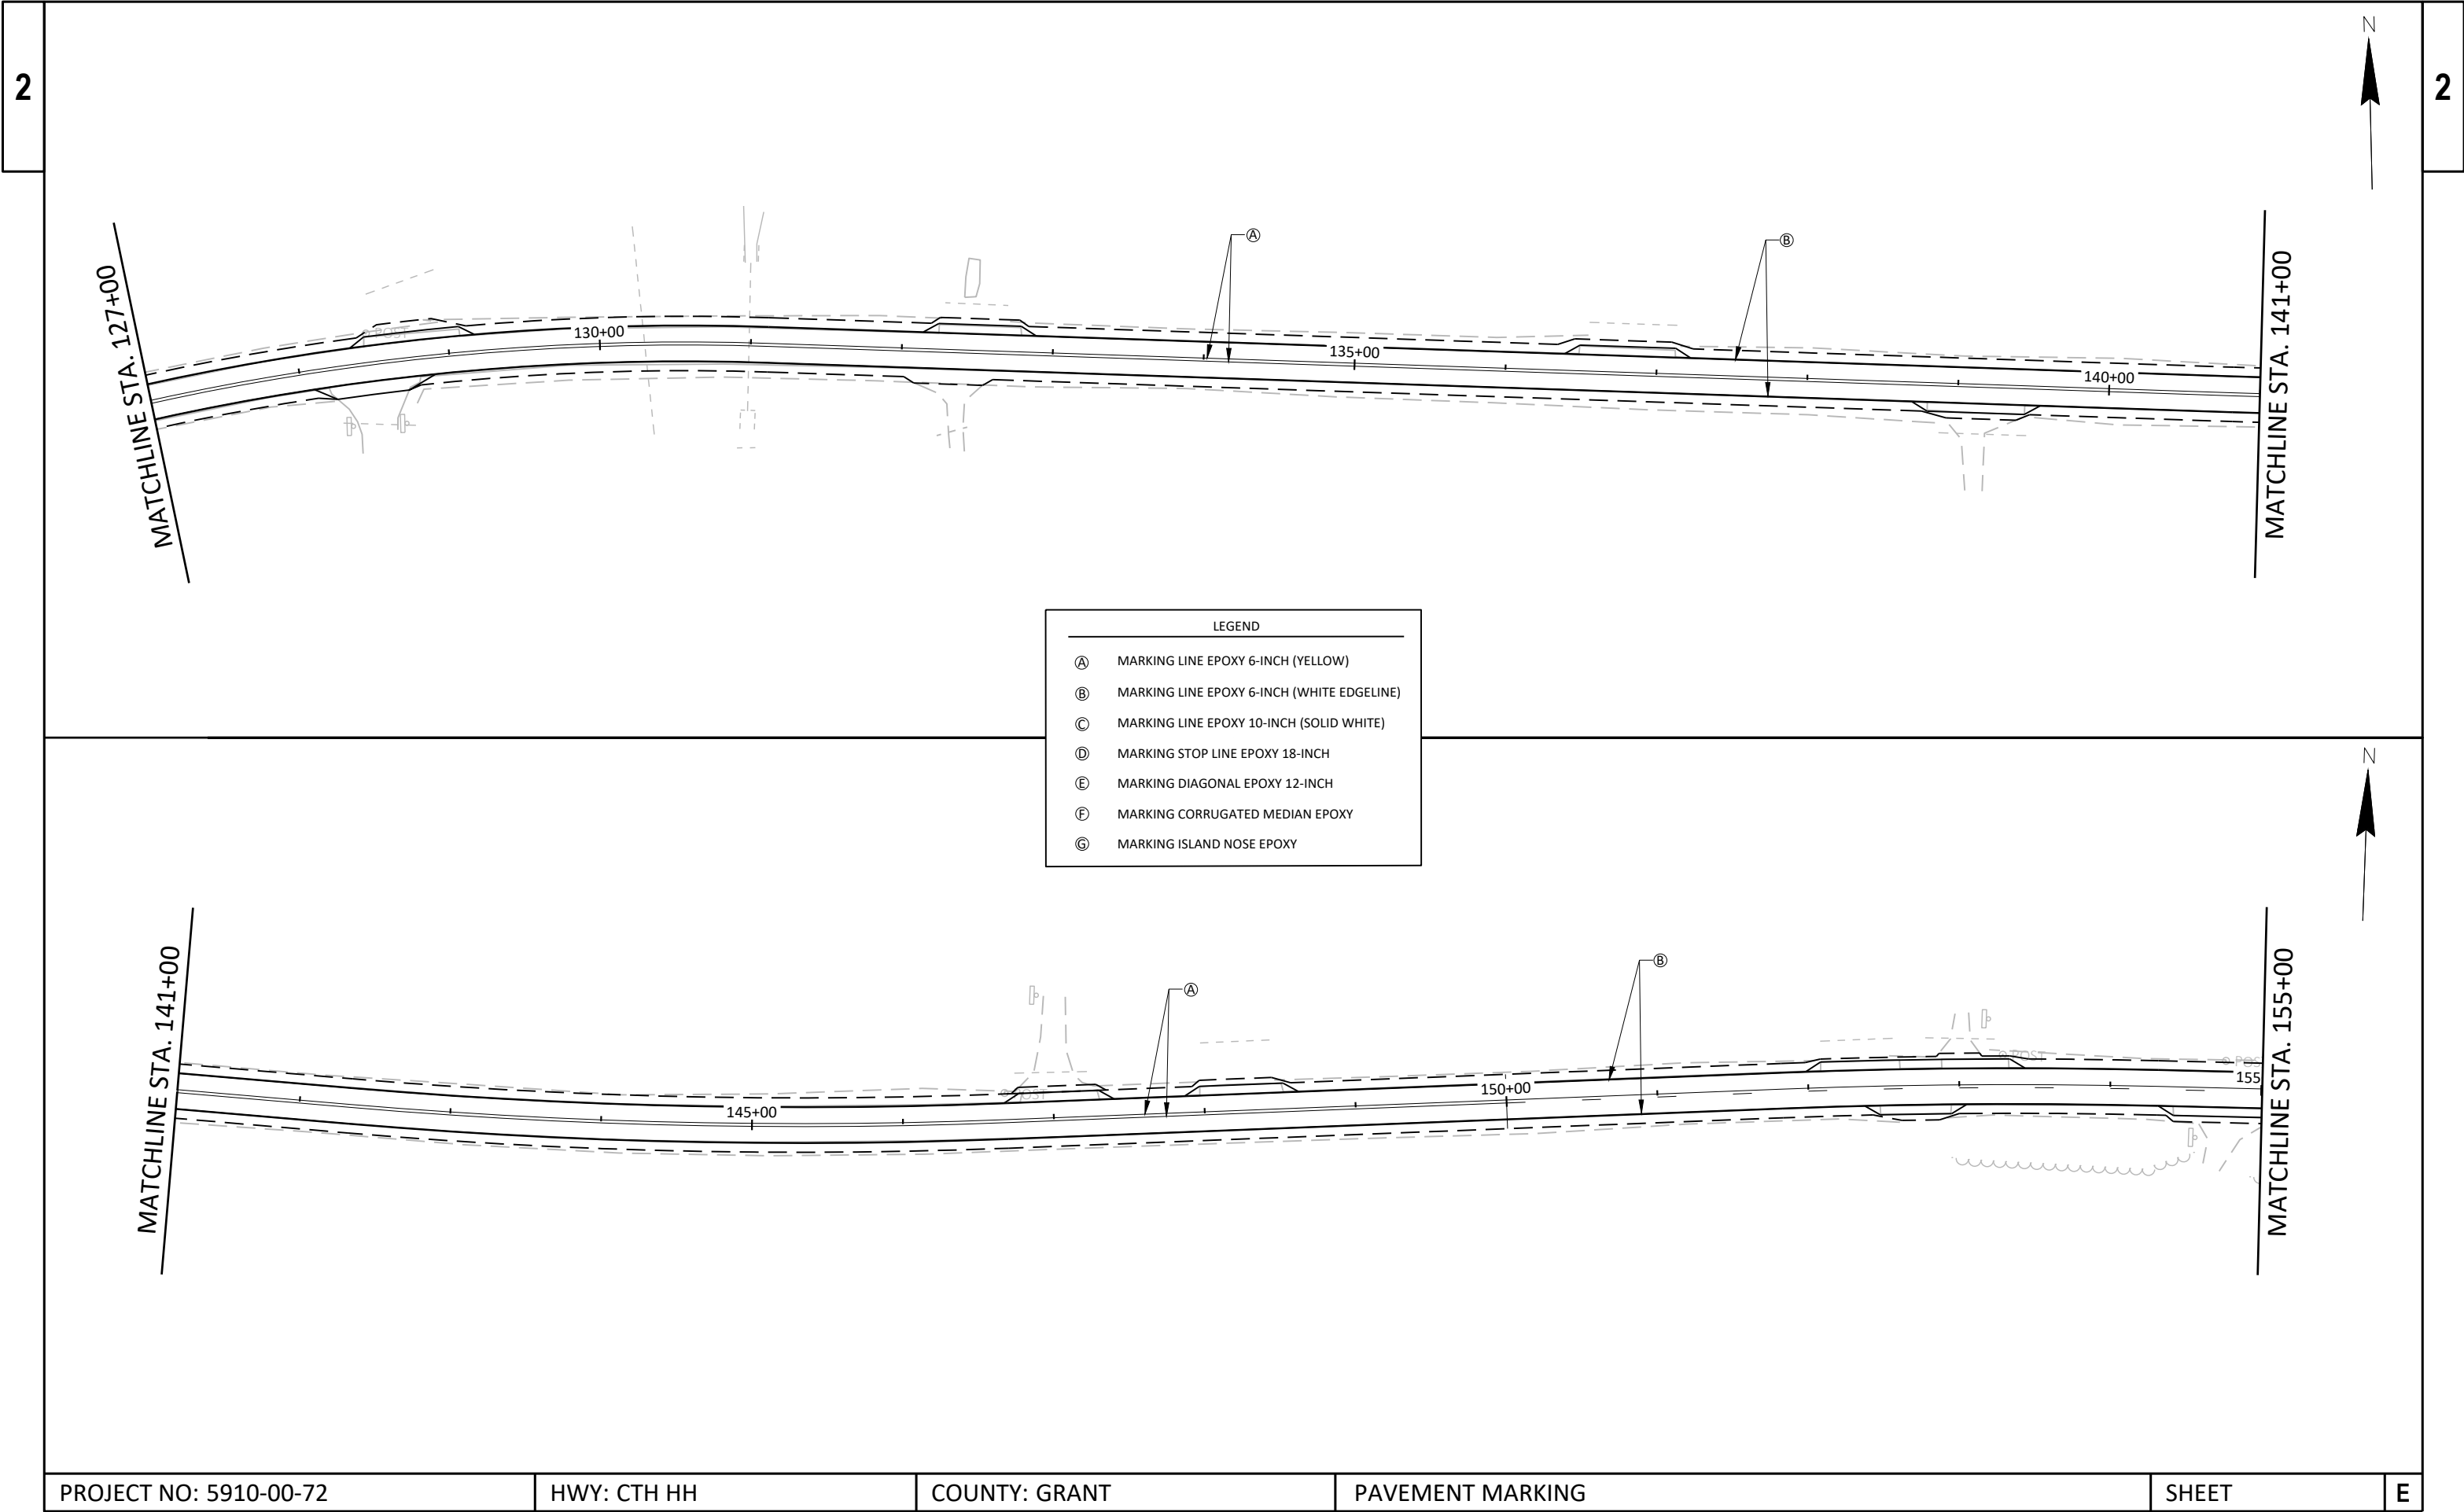 2
2
N
MATCHLINE STA. 127+00
POST
130+00
A
135+00
B
140+00
MATCHLINE STA. 141+00
LEGEND
A MARKING LINE EPOXY 6-INCH (YELLOW)
B MARKING LINE EPOXY 6-INCH (WHITE EDGELINE)
C MARKING LINE EPOXY 10-INCH (SOLID WHITE)
D MARKING STOP LINE EPOXY 18-INCH
E MARKING DIAGONAL EPOXY 12-INCH
F MARKING CORRUGATED MEDIAN EPOXY
G MARKING ISLAND NOSE EPOXY
N
MATCHLINE STA. 141+00
145+00
POST
A
150+00
B
POST
POS
155
MATCHLINE STA. 155+00
PROJECT NO: 5910-00-72
HWY: CTH HH
COUNTY: GRANT
PAVEMENT MARKING
SHEET
E